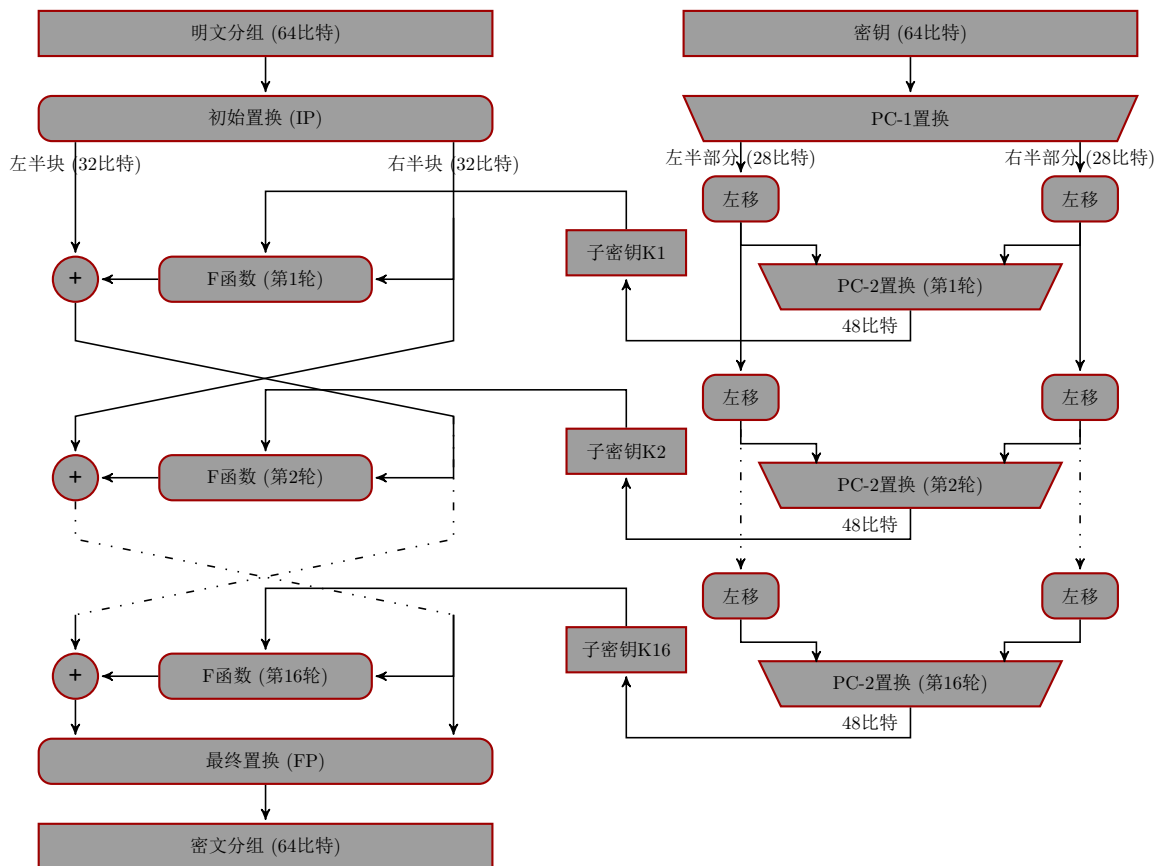 明文分组 (64比特)
密钥 (64比特)
初始置换 (IP)
PC-1置换
左半块 (32比特)
右半块 (32比特)
左半部分 (28比特)
右半部分 (28比特)
左移
左移
子密钥K1
+
F函数 (第1轮)
PC-2置换 (第1轮)
48比特
左移
左移
子密钥K2
+
F函数 (第2轮)
PC-2置换 (第2轮)
48比特
左移
左移
子密钥K16
+
F函数 (第16轮)
PC-2置换 (第16轮)
48比特
最终置换 (FP)
密文分组 (64比特)